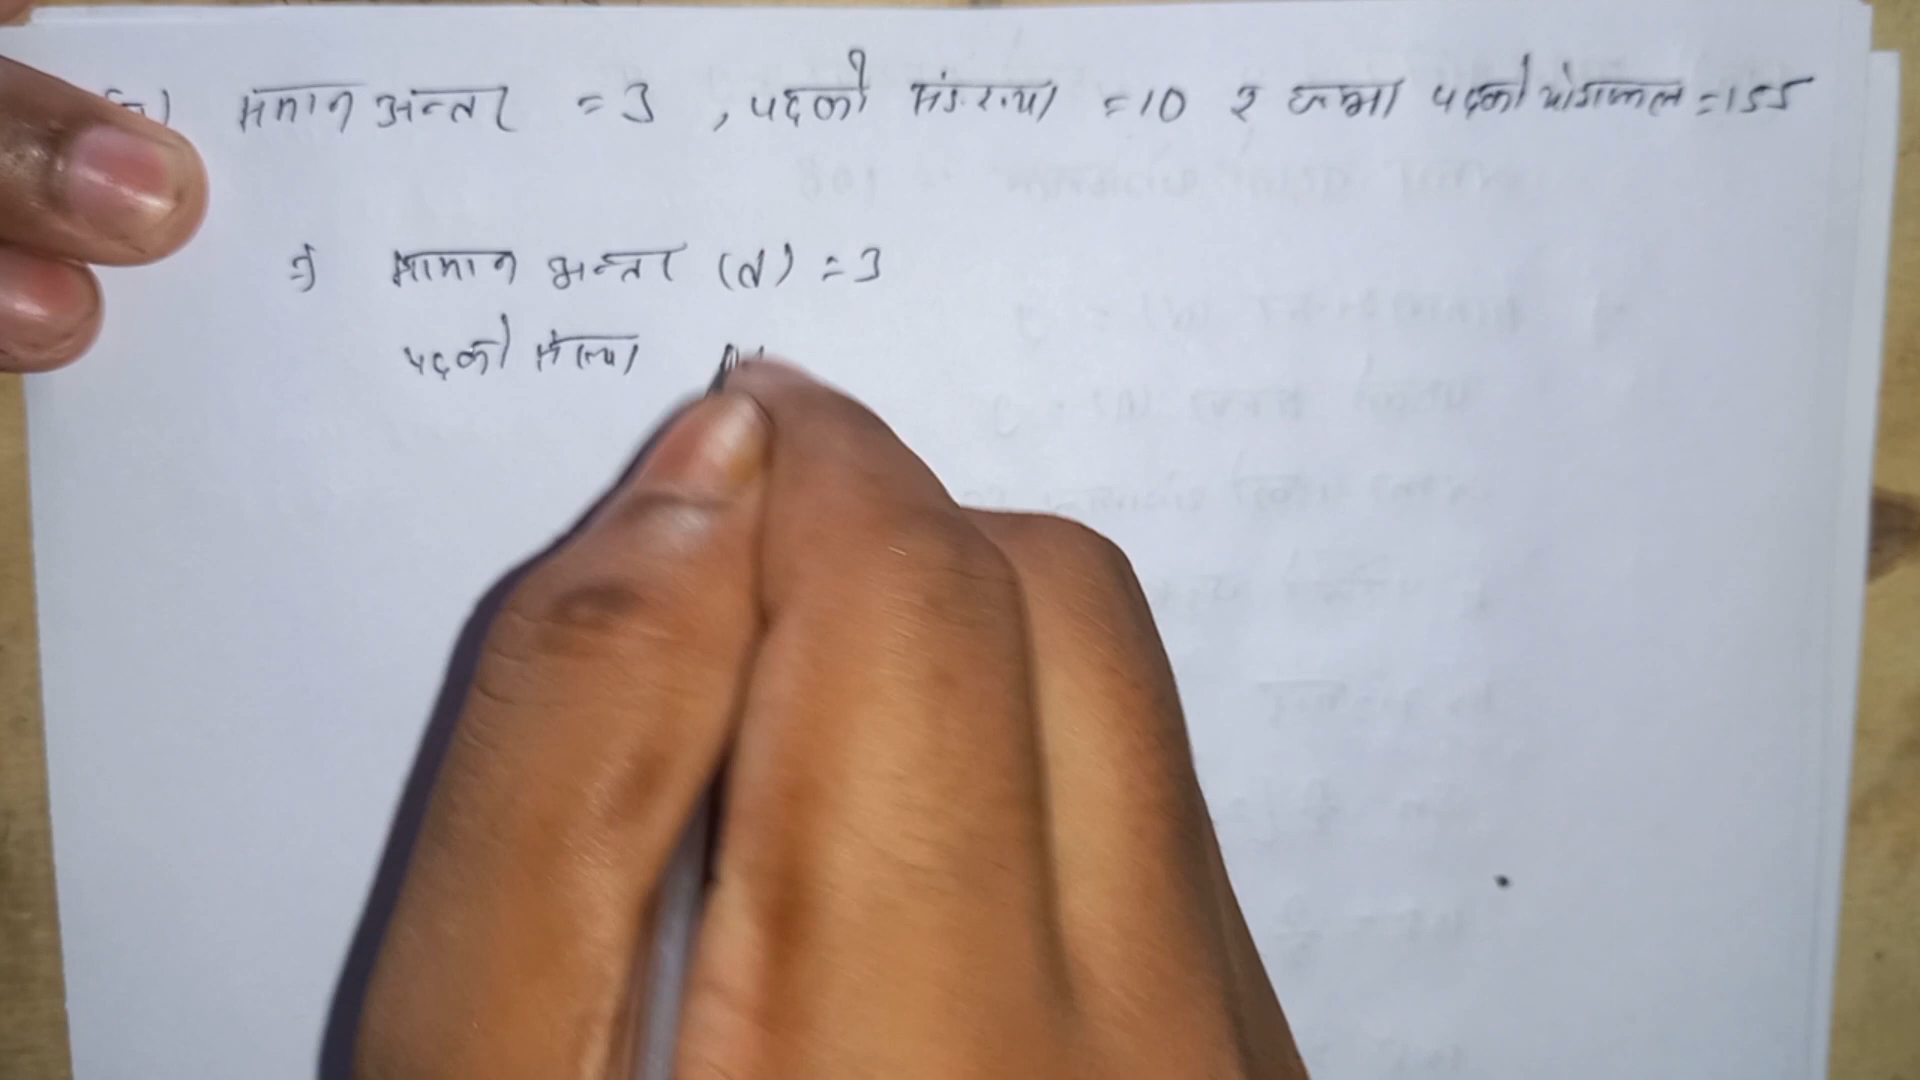 समान अन्तर = 3 , पदको संख्या = 10 र जम्मा पदको योगफल = 155
समान अन्तर (d) = 3
पदको संख्या